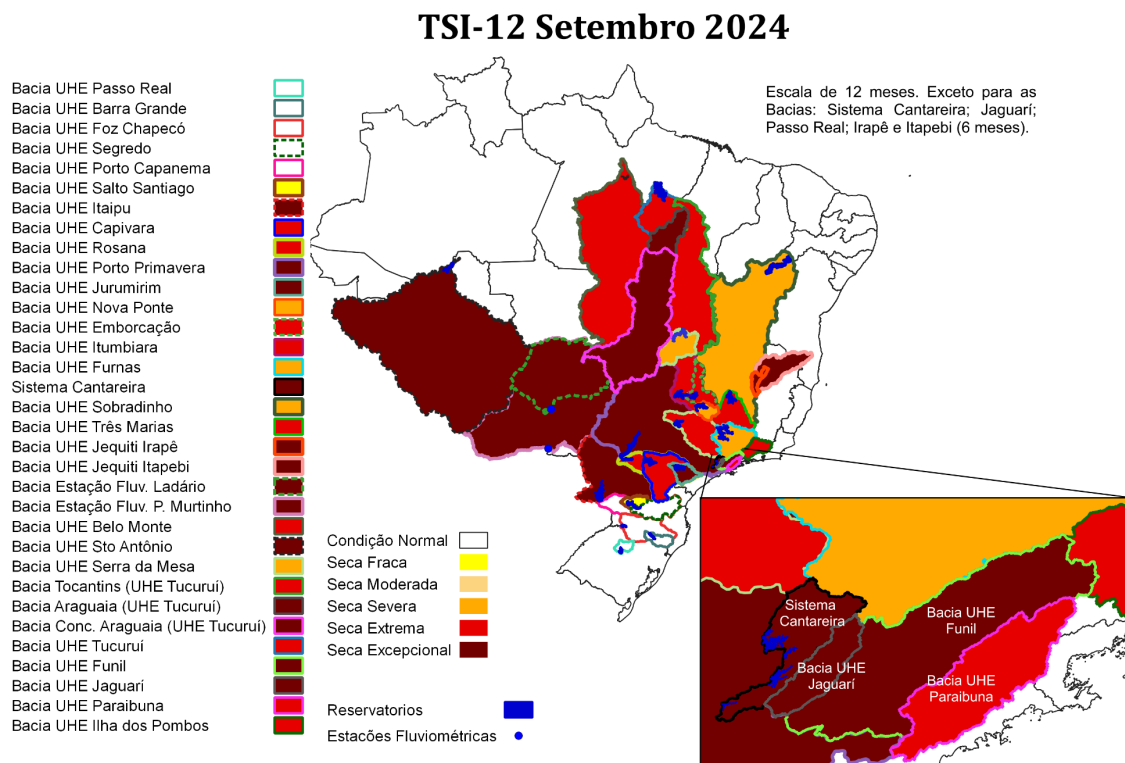 TSI-12 Setembro 2024
Escala de 12 meses. Exceto para as
Bacias: Sistema Cantareira; Jaguarí;
Passo Real; Irapê e Itapebi (6 meses).
Bacia UHE Passo Real
Bacia UHE Barra Grande
Bacia UHE Foz Chapecó
Bacia UHE Segredo
Bacia UHE Porto Capanema
Bacia UHE Salto Santiago
Bacia UHE Itaipu
Bacia UHE Capivara
Bacia UHE Rosana
Bacia UHE Porto Primavera
Bacia UHE Jurumirim
Bacia UHE Nova Ponte
Bacia UHE Emborcação
Bacia UHE Itumbiara
Bacia UHE Furnas
Sistema Cantareira
Bacia UHE Sobradinho
Bacia UHE Três Marias
Bacia UHE Jequiti Irapê
Bacia UHE Jequiti Itapebi
Bacia Estação Fluv. Ladário
Bacia Estação Fluv. P. Murtinho
Bacia UHE Belo Monte
Bacia UHE Sto Antônio
Bacia UHE Serra da Mesa
Bacia Tocantins (UHE Tucuruí)
Bacia Araguaia (UHE Tucuruí)
Bacia Conc. Araguaia (UHE Tucuruí)
Bacia UHE Tucuruí
Bacia UHE Funil
Bacia UHE Jaguarí
Bacia UHE Paraibuna
Bacia UHE Ilha dos Pombos
Condição Normal
Seca Fraca
Seca Moderada
Seca Severa
Seca Extrema
Seca Excepcional
Reservatorios
Estacões Fluviométricas
Sistema
Cantareira
Bacia UHE
Funil
Bacia UHE
Jaguarí
Bacia UHE
Paraibuna